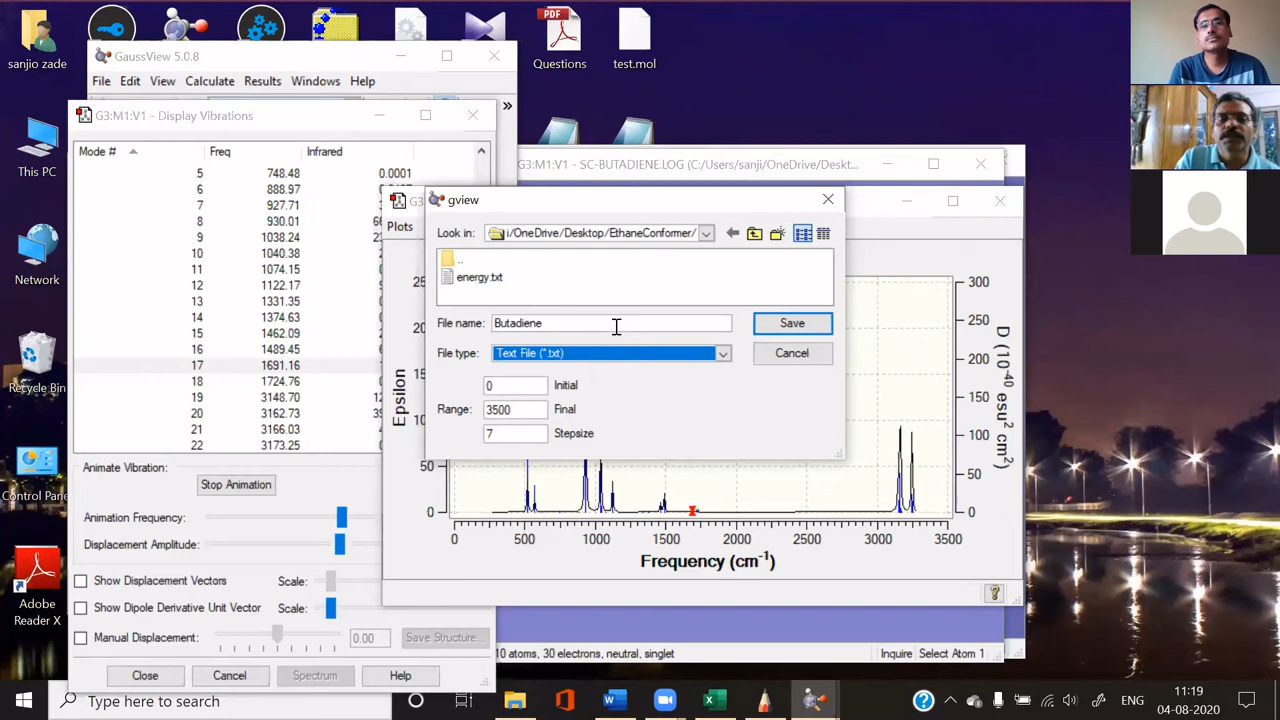 sanjio zade
PDF
Questions
test.mol
This PC
Network
Recycle Bin
Control Pane
Adobe
Reader X
GaussView 5.0.8
File Edit View Calculate Results Windows Help
»
G3:M1:V1 - Display Vibrations
Mode # Freq Infrared
5 748.48 0.0001
6 888.97
7 927.71
8 930.01
9 1038.24
10 1040.38
11 1074.15
12 1122.17
13 1331.35
14 1374.63
15 1462.09
16 1489.45
17 1691.16
18 1724.76
19 3148.70
20 3162.73
21 3166.03
22 3173.25
Animate Vibration:
Stop Animation
Animation Frequency:
Displacement Amplitude:
Show Displacement Vectors Scale:
Show Dipole Derivative Unit Vector Scale:
Manual Displacement: 0.00 Save Structure...
Close Cancel Spectrum Help
G3:M1:V1 - SC-BUTADIENE.LOG (C:/Users/sanji/OneDrive/Deskt...
G3
Plots
gview
Look in: i/OneDrive/Desktop/EthaneConformer/
..
energy.txt
File name: Butadiene Save
File type: Text File (*.txt) Cancel
0 Initial
Range: 3500 Final
7 Stepsize
Epsilon
50
0
300
250
200
150
100
50
0
D (10-40 esu2 cm2)
0 500 1000 1500 2000 2500 3000 3500
Frequency (cm-1)
10 atoms, 30 electrons, neutral, singlet Inquire Select Atom 1
Type here to search
ENG
11:19
04-08-2020